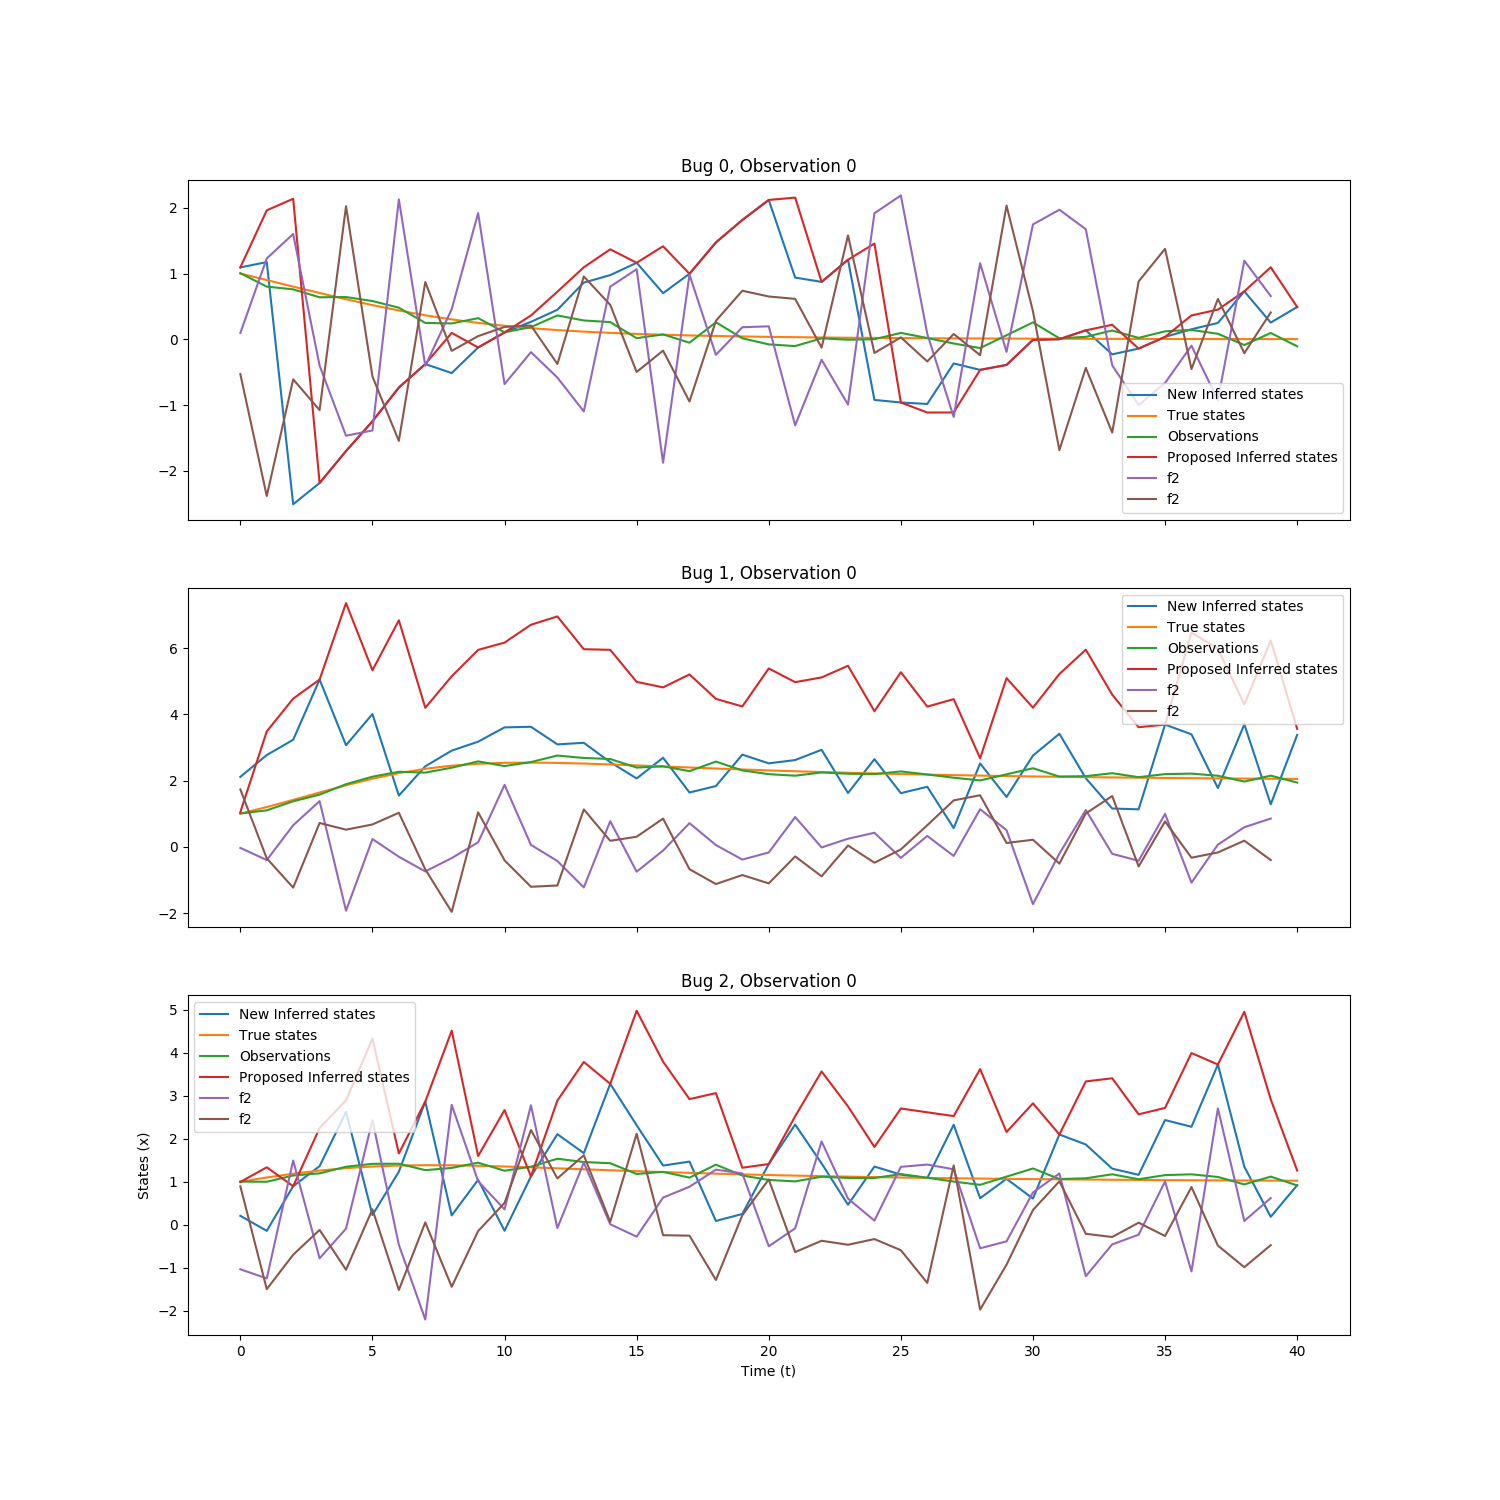 Bug 0, Observation 0
2
1
0
−1
−2
New Inferred states
True states
Observations
Proposed Inferred states
f2
f2
Bug 1, Observation 0
6
4
2
0
−2
New Inferred states
True states
Observations
Proposed Inferred states
f2
f2
Bug 2, Observation 0
States (x)
5
4
3
2
1
0
−1
−2
New Inferred states
True states
Observations
Proposed Inferred states
f2
f2
0 5 10 15 20 25 30 35 40
Time (t)